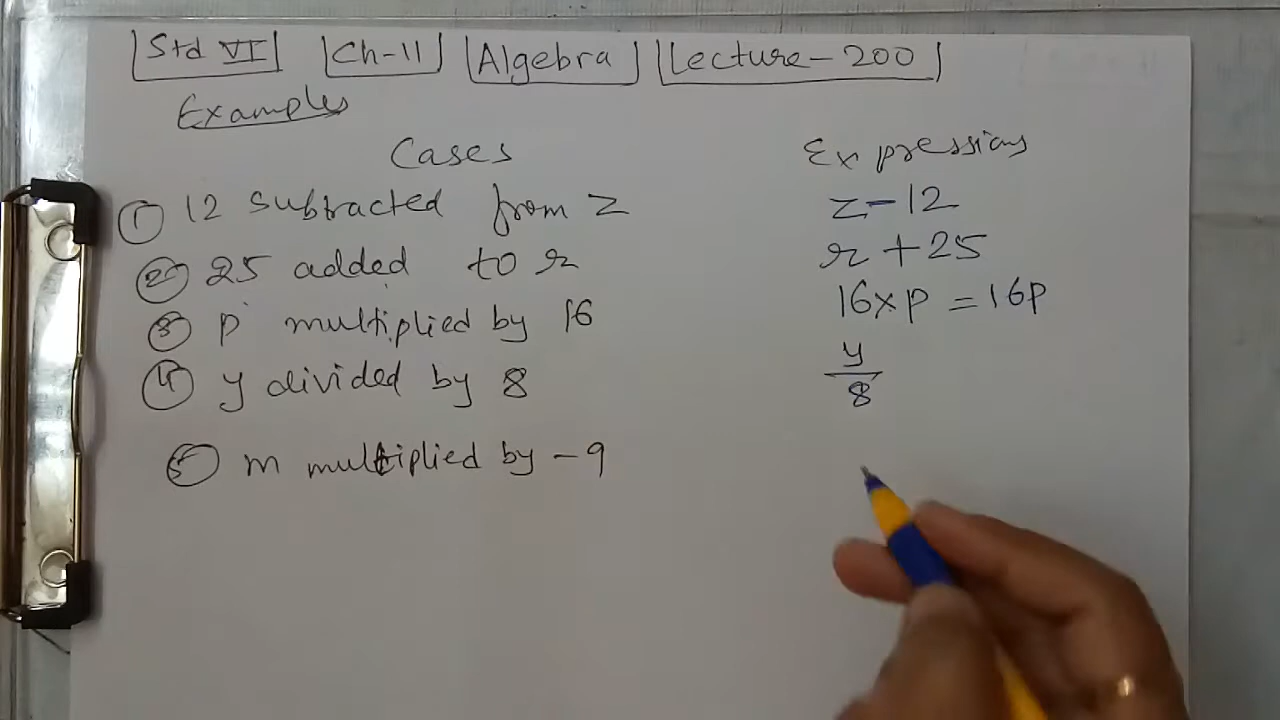 Std VI Ch-11 Algebra Lecture-200
Examples
Cases Expressions
① 12 subtracted from z z-12
② 25 added to r r+25
③ p multiplied by 16 16×p = 16p
④ y divided by 8 y/8
⑤ m multiplied by -9